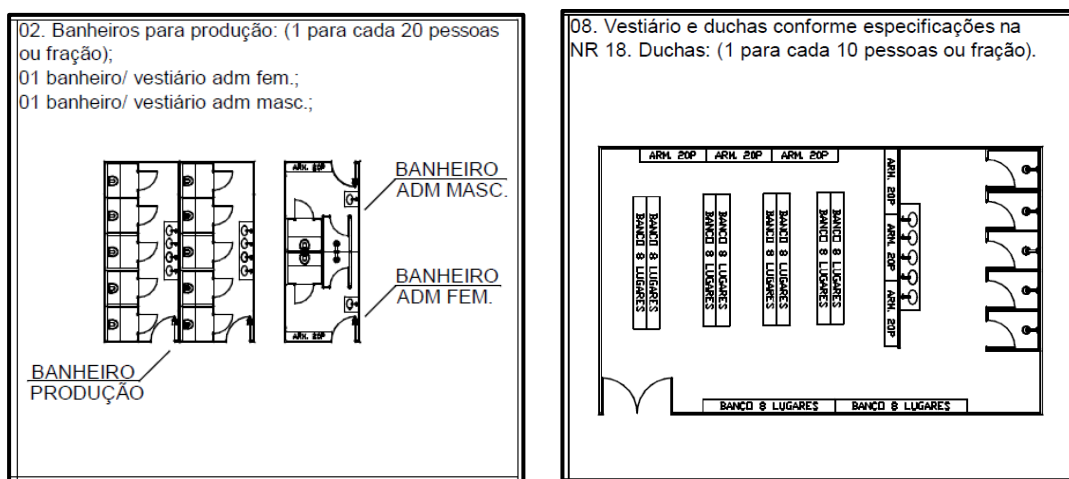 02. Banheiros para produção: (1 para cada 20 pessoas
ou fração);
01 banheiro/ vestiário adm fem.;
01 banheiro/ vestiário adm masc.;
ARM. 20P
BANHEIRO
ADM MASC.
BANHEIRO
ADM FEM.
ARM. 20P
BANHEIRO
PRODUÇÃO
08. Vestiário e duchas conforme especificações na
NR 18. Duchas: (1 para cada 10 pessoas ou fração).
ARM. 20P
ARM. 20P
ARM. 20P
ARM. 20P
ARM. 20P
ARM. 20P
BANCO 8 LUGARES
BANCO 8 LUGARES
BANCO 8 LUGARES
BANCO 8 LUGARES
BANCO 8 LUGARES
BANCO 8 LUGARES
BANCO 8 LUGARES
BANCO 8 LUGARES
BANCO 8 LUGARES
BANCO 8 LUGARES